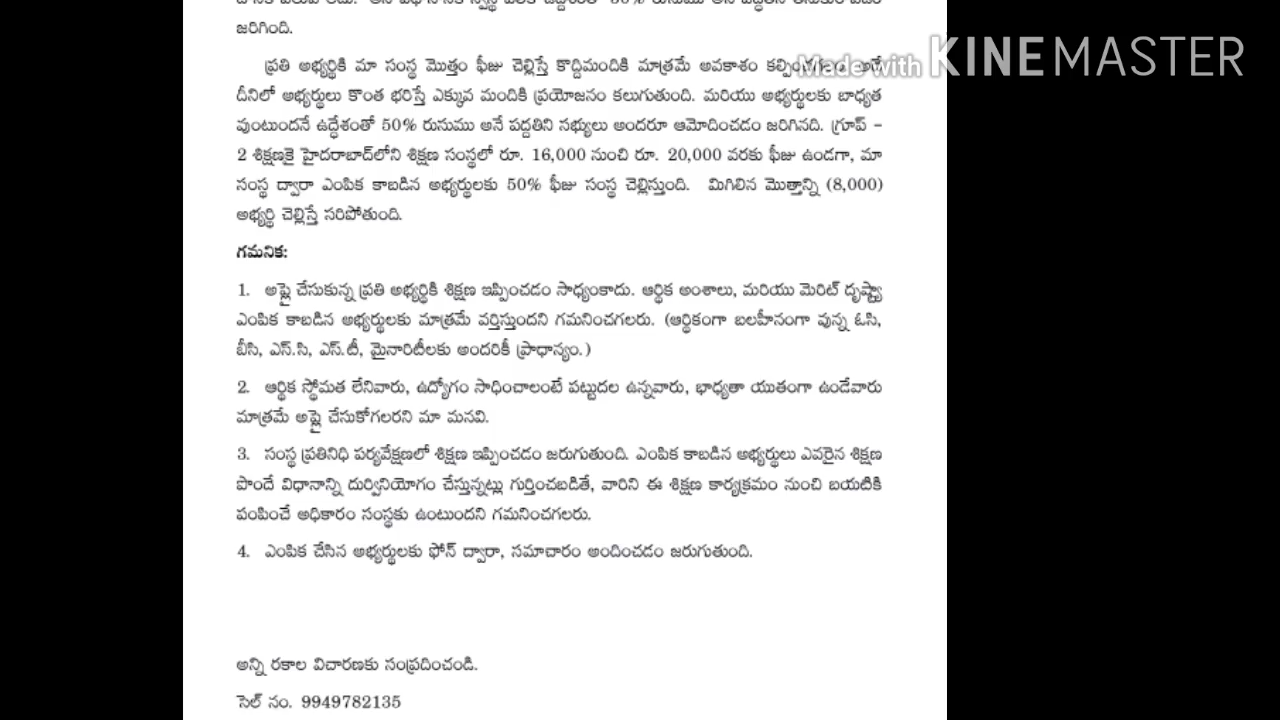 జరిగింది.
ప్రతి అభ్యర్థికి మా సంస్థ మొత్తం ఫీజు చెల్లిస్తే కొద్దిమందికి మాత్రమే అవకాశం
Made with KINEMASTER
దీనిలో అభ్యర్థులు కొంత భరిస్తే ఎక్కువ మందికి ప్రయోజనం కలుగుతుంది. మరియు అభ్యర్థులకు బాధ్యత
వుంటుందనే ఉద్ధేశంతో 50% రుసుము అనే పద్దతిని సభ్యులు అందరూ ఆమోదించడం జరిగినది. గ్రూప్ -
2 శిక్షణకై హైదరాబాద్‌లోని శిక్షణ సంస్థలో రూ. 16,000 నుంచి రూ. 20,000 వరకు ఫీజు ఉండగా, మా
సంస్థ ద్వారా ఎంపిక కాబడిన అభ్యర్థులకు 50% ఫీజు సంస్థ చెల్లిస్తుంది. మిగిలిన మొత్తాన్ని (8,000)
అభ్యర్థి చెల్లిస్తే సరిపోతుంది.
గమనిక:
1. అప్లై చేసుకున్న ప్రతి అభ్యర్థికి శిక్షణ ఇప్పించడం సాధ్యంకాదు. ఆర్థిక అంశాలు, మరియు మెరిట్ దృష్ట్యా
ఎంపిక కాబడిన అభ్యర్థులకు మాత్రమే వర్తిస్తుందని గమనించగలరు. (ఆర్థికంగా బలహీనంగా వున్న ఓసి,
బీసి, ఎస్.సి, ఎస్.టీ, మైనారిటీలకు అందరికీ ప్రాధాన్యం.)
2. ఆర్థిక స్థోమత లేనివారు, ఉద్యోగం సాధించాలంటే పట్టుదల ఉన్నవారు, భాధ్యతా యుతంగా ఉండేవారు
మాత్రమే అప్లై చేసుకోగలరని మా మనవి.
3. సంస్థ ప్రతినిధి పర్యవేక్షణలో శిక్షణ ఇప్పించడం జరుగుతుంది. ఎంపిక కాబడిన అభ్యర్థులు ఎవరైన శిక్షణ
పొందే విధానాన్ని దుర్వినియోగం చేస్తున్నట్లు గుర్తించబడితే, వారిని ఈ శిక్షణ కార్యక్రమం నుంచి బయటికి
పంపించే అధికారం సంస్థకు ఉంటుందని గమనించగలరు.
4. ఎంపిక చేసిన అభ్యర్థులకు ఫోన్ ద్వారా, సమాచారం అందించడం జరుగుతుంది.
అన్ని రకాల విచారణకు సంప్రదించండి.
సెల్ నం. 9949782135